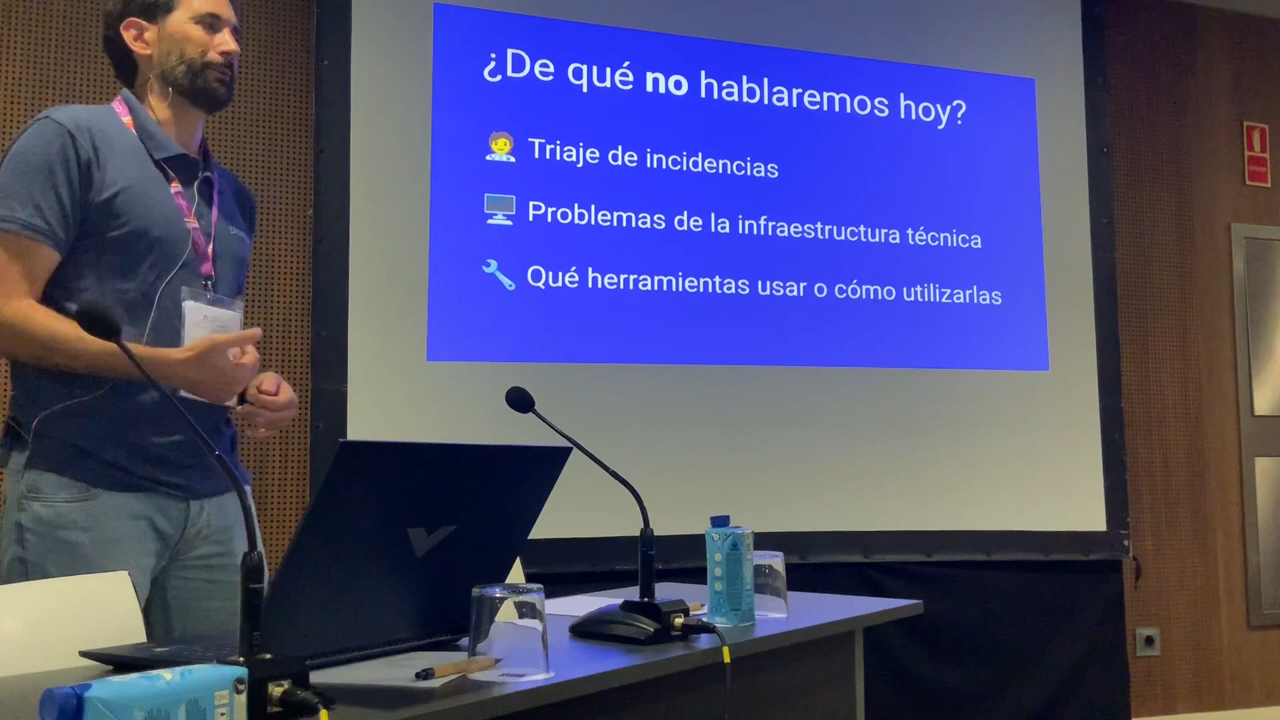 ¿De qué no hablaremos hoy?
Triaje de incidencias
Problemas de la infraestructura técnica
Qué herramientas usar o cómo utilizarlas